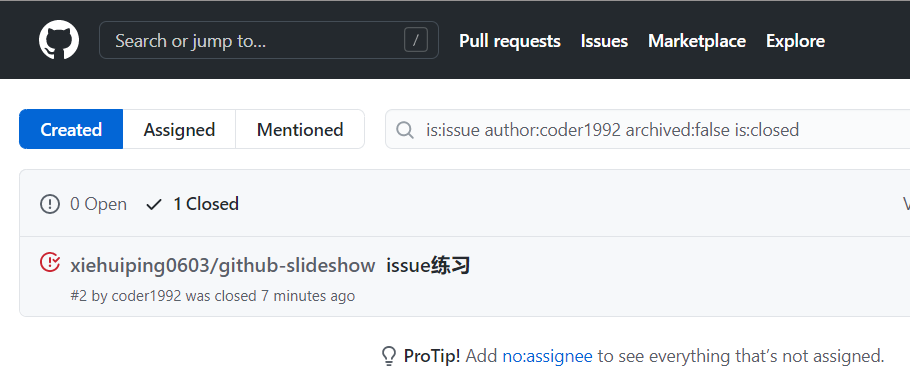 Search or jump to… / Pull requests Issues Marketplace Explore
Created Assigned Mentioned is:issue author:coder1992 archived:false is:closed
0 Open 1 Closed
xiehuiping0603/github-slideshow issue练习
#2 by coder1992 was closed 7 minutes ago
ProTip! Add no:assignee to see everything that's not assigned.